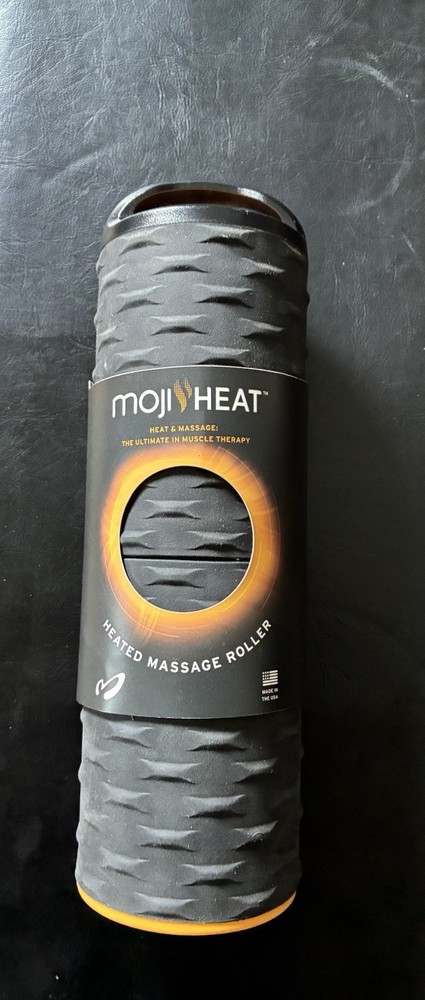 MOJI HEAT™
HEAT & MASSAGE:
THE ULTIMATE IN MUSCLE THERAPY
HEATED MASSAGE ROLLER
MADE IN
THE USA